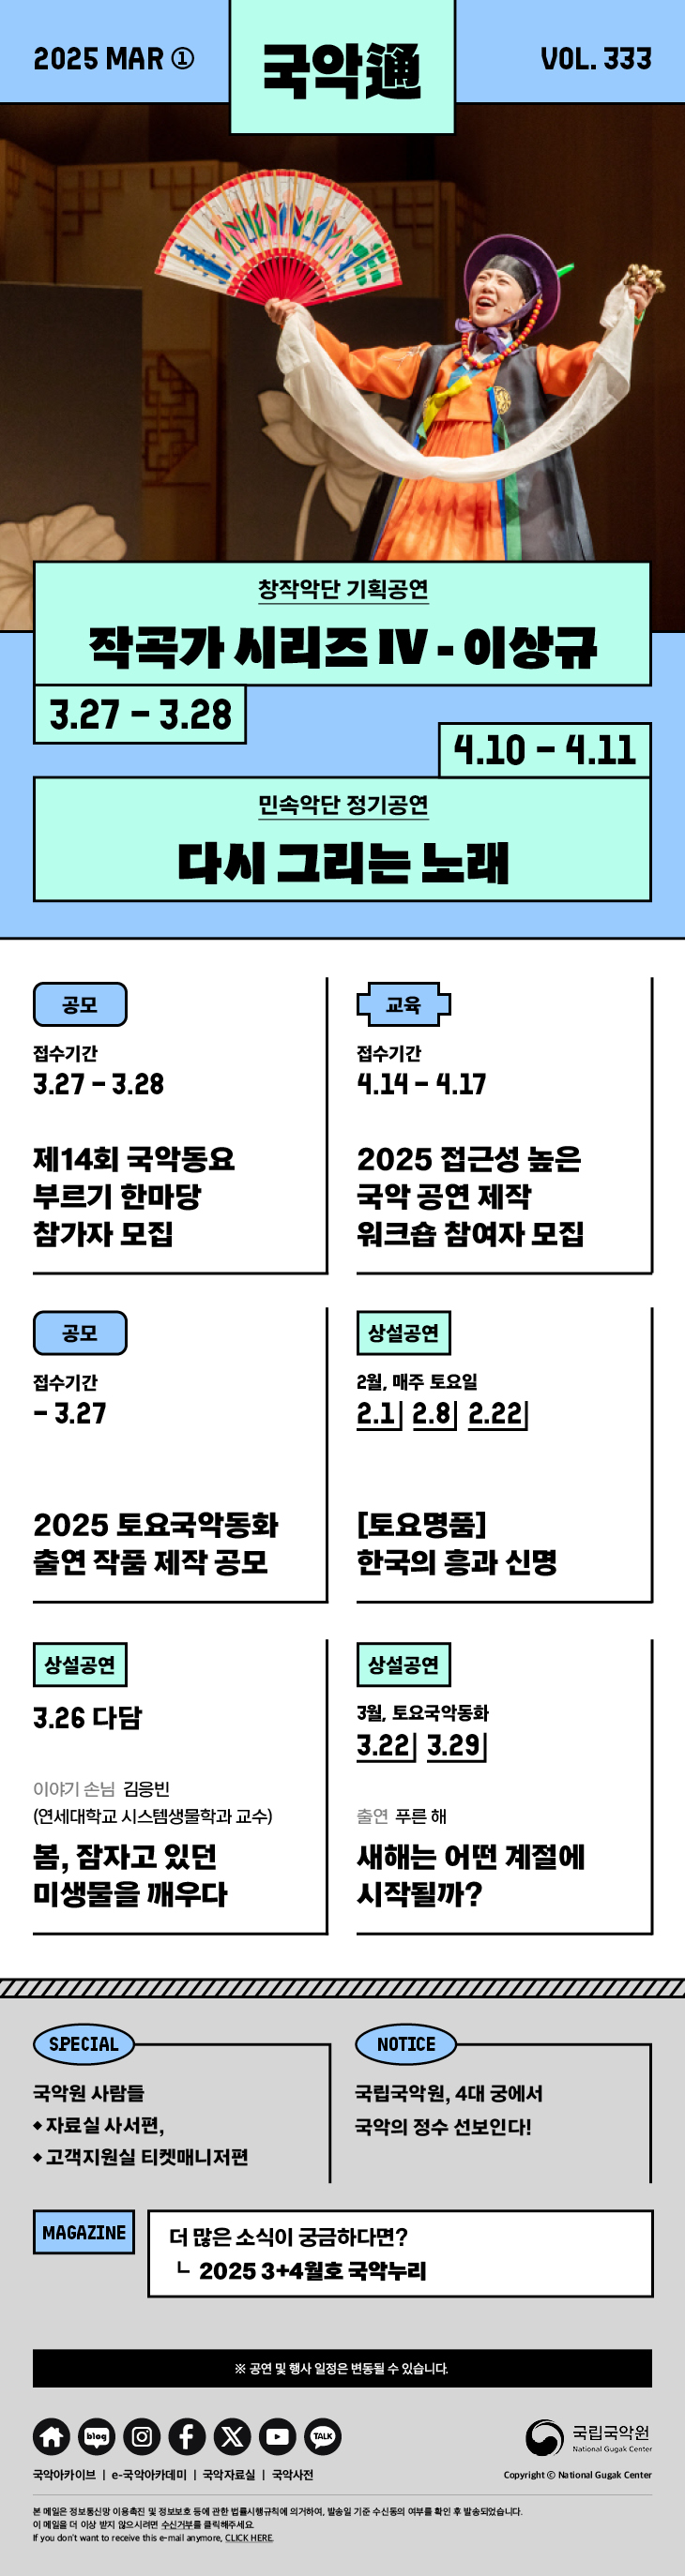 2025 MAR ①
국악通
VOL. 333
창작악단 기획공연
작곡가 시리즈 IV - 이상규
3.27 - 3.28
4.10 - 4.11
민속악단 정기공연
다시 그리는 노래
공모
접수기간
3.27 - 3.28
제14회 국악동요
부르기 한마당
참가자 모집
교육
접수기간
4.14 - 4.17
2025 접근성 높은
국악 공연 제작
워크숍 참여자 모집
공모
접수기간
- 3.27
2025 토요국악동화
출연 작품 제작 공모
상설공연
2월, 매주 토요일
2.1 2.8 2.22
[토요명품]
한국의 흥과 신명
상설공연
3.26 다담
이야기 손님 김응빈
(연세대학교 시스템생물학과 교수)
봄, 잠자고 있던
미생물을 깨우다
상설공연
3월, 토요국악동화
3.22 3.29
출연 푸른 해
새해는 어떤 계절에
시작될까?
SPECIAL
국악원 사람들
◆ 자료실 사서편,
◆ 고객지원실 티켓매니저편
NOTICE
국립국악원, 4대 궁에서
국악의 정수 선보인다!
MAGAZINE
더 많은 소식이 궁금하다면?
ㄴ 2025 3+4월호 국악누리
※ 공연 및 행사 일정은 변동될 수 있습니다.
blog
TALK
국립국악원
National Gugak Center
국악아카이브 | e-국악아카데미 | 국악자료실 | 국악사전
Copyright © National Gugak Center
본 메일은 정보통신망 이용촉진 및 정보보호 등에 관한 법률시행규칙에 의거하여, 발송일 기준 수신동의 여부를 확인 후 발송되었습니다.
이 메일을 더 이상 받지 않으시려면 수신거부를 클릭해주세요.
If you don't want to receive this e-mail anymore, CLICK HERE.